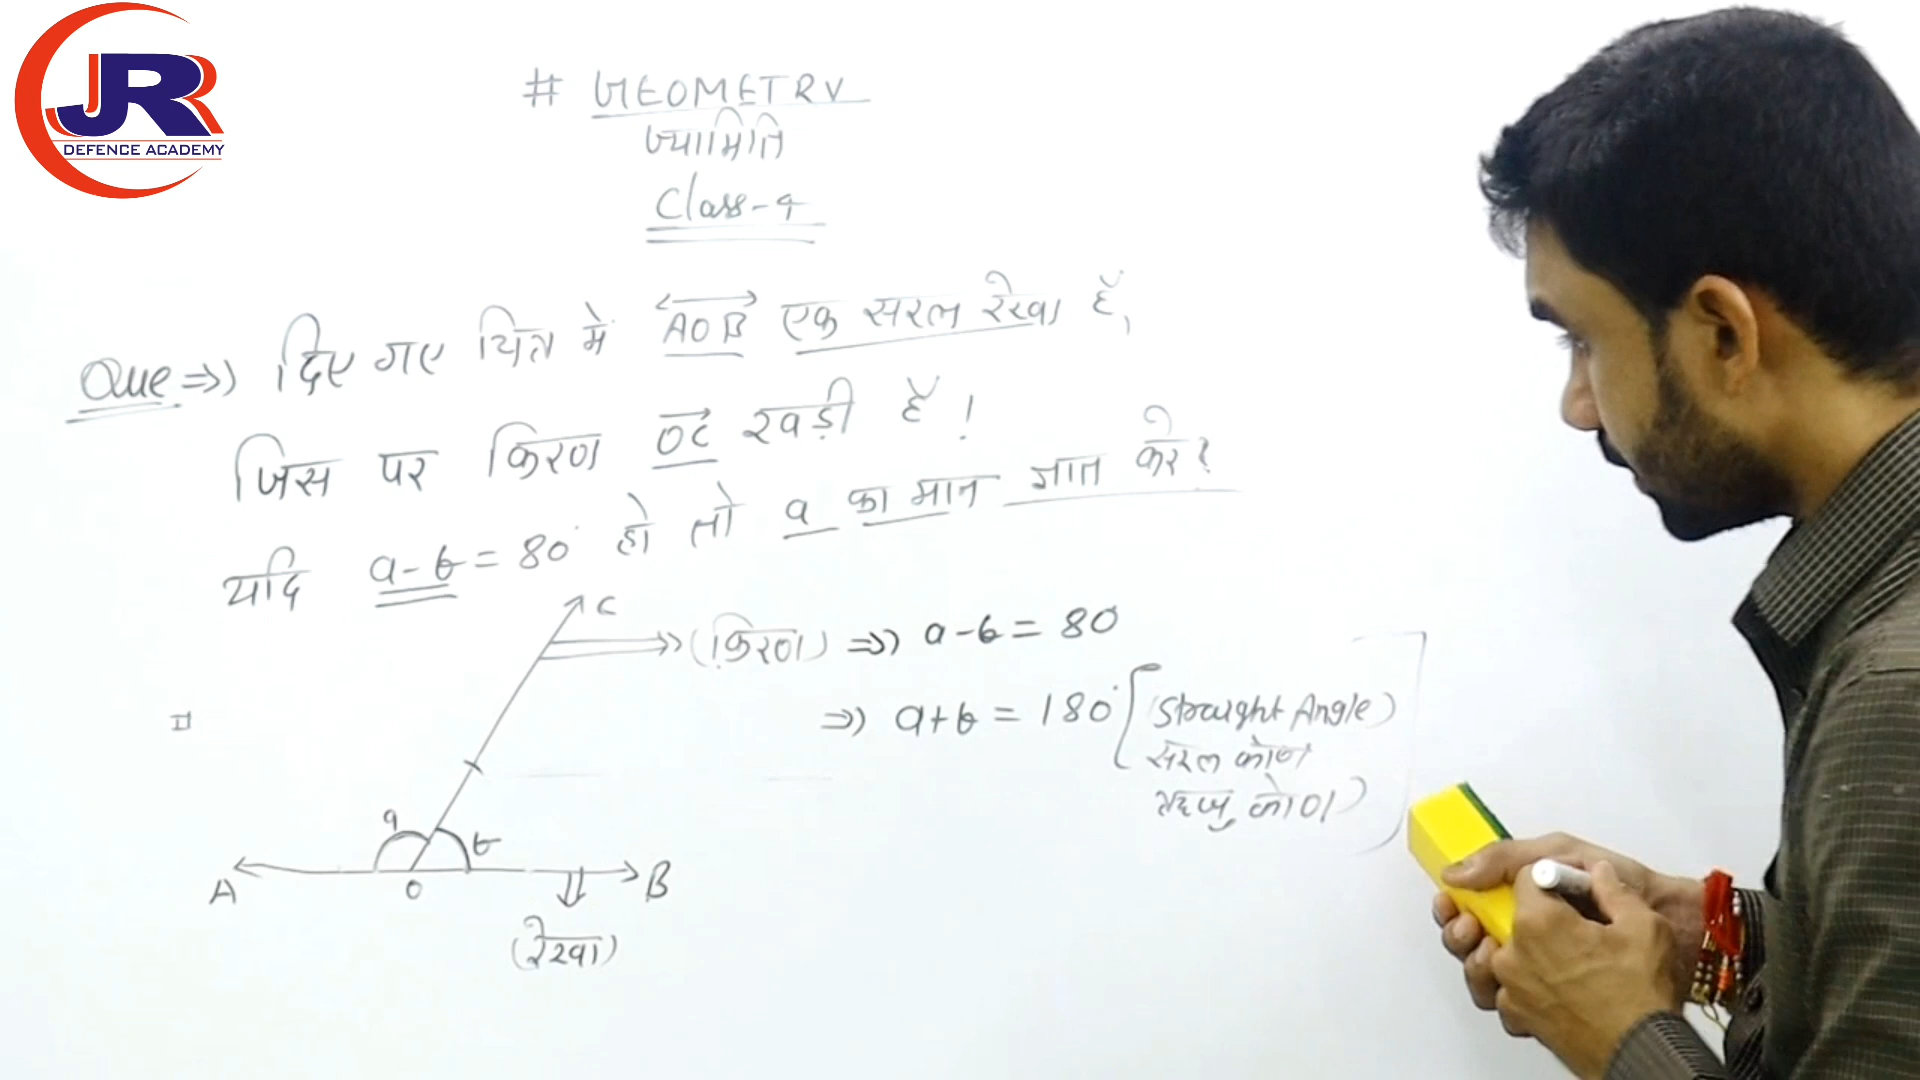 JR
DEFENCE ACADEMY
# GEOMETRY
ज्यामिति
Class-9
Que ⇒ दिए गए चित्र मे AOB एक सरल रेखा है,
जिस पर किरण OC खड़ी है !
यदि a-b = 80° हो तो a का मान ज्ञात करे ?
C
(किरण) ⇒ a-b = 80
⇒ a+b = 180° [(Straight Angle)
सरल कोण
ऋजु कोण)
a
b
A
O
B
(रेखा)